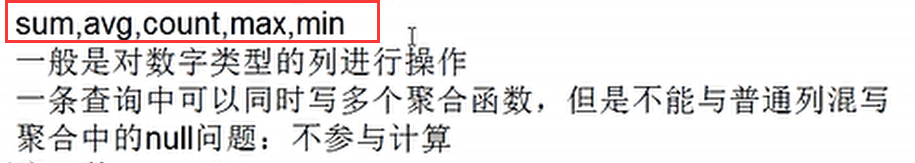 sum,avg,count,max,min
一般是对数字类型的列进行操作
一条查询中可以同时写多个聚合函数，但是不能与普通列混写
聚合中的null问题：不参与计算